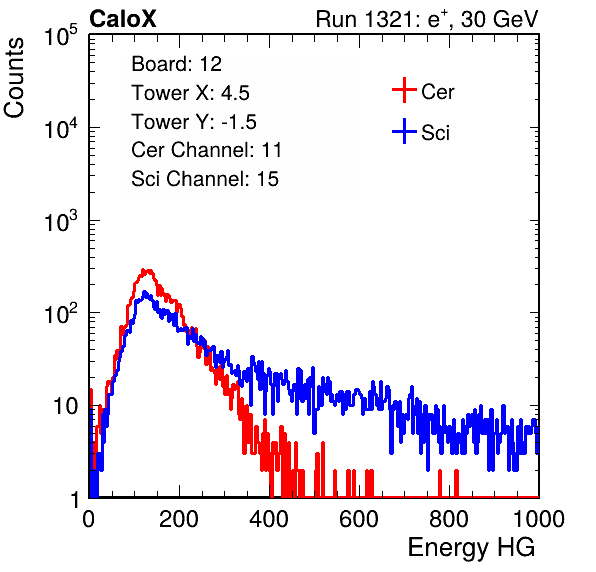 CaloX Run 1321: e⁺, 30 GeV
Counts
10⁵
10⁴
10³
10²
10
1
Board: 12
Tower X: 4.5
Tower Y: -1.5
Cer Channel: 11
Sci Channel: 15
Cer
Sci
0 200 400 600 800 1000
Energy HG